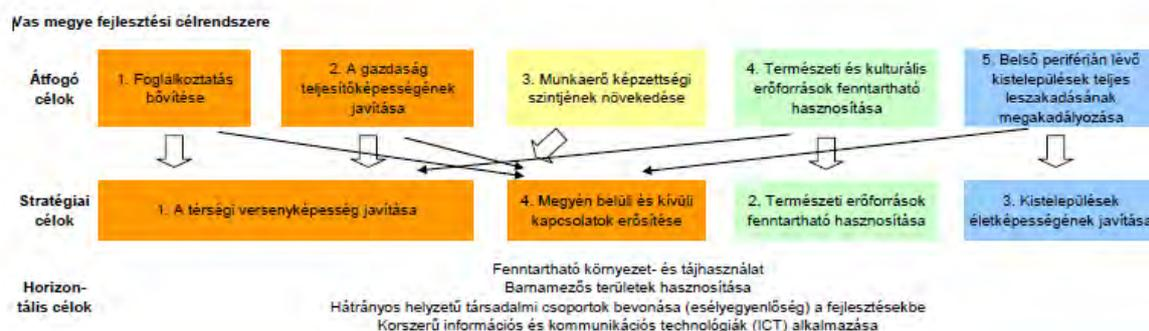 Vas megye fejlesztési célrendszere
Átfogó
célok
1. Foglalkoztatás
bővítése
2. A gazdaság
teljesítőképességének
javítása
3. Munkaerő képzettségi
szintjének növekedése
4. Természeti és kulturális
erőforrások fenntartható
hasznosítása
5. Belső periférián lévő
kistelepülések teljes
leszakadásának
megakadályozása
Stratégiai
célok
1. A térségi versenyképesség javítása
4. Megyén belüli és kívüli
kapcsolatok erősítése
2. Természeti erőforrások
fenntartható hasznosítása
3. Kistelepülések
életképességének javítása
Horizon-
tális célok
Fenntartható környezet- és tájhasználat
Barnamezős területek hasznosítása
Hátrányos helyzetű társadalmi csoportok bevonása (esélyegyenlőség) a fejlesztésekbe
Korszerű információs és kommunikációs technológiák (ICT) alkalmazása